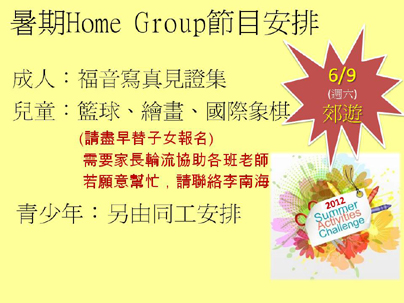 暑期Home Group節目安排
成人：福音寫真見證集
兒童：籃球、繪畫、國際象棋
(請盡早替子女報名)
需要家長輪流協助各班老師
若願意幫忙，請聯絡李南海
青少年：另由同工安排
6/9
(週六)
郊遊
2012
Summer
Activities
Challenge